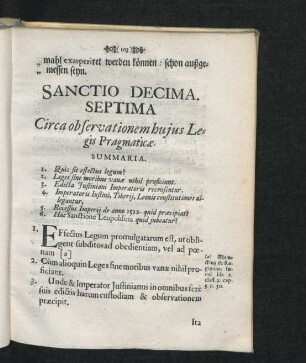 103
„ mahl exasperiret werden können: schon außge-
„ messen seyn.
SANCTIO DECIMA.
SEPTIMA
Circa observationem hujus Le-
gis Pragmaticæ.
SUMMARIA.
1. Quis sit effectus legum?
2. Leges sine moribus vanæ nihil proficiunt.
3. Edicta Justiniani Imperatoris recensentur.
4. Imperatoris Justini, Tiberij, Leonis constitutiones al-
legantur.
5. Recessus Imperij de anno 1512. quid præcipiat?
6. Hac Sanctione Leopoldina quid jubeatur?
1. Effectus Legum promulgatarum est, ut obli-
gent subditos ad obedientiam, vel ad pœ-
nam [a]
2. Cùm alioquin Leges sine moribus vanæ nihil pro-
ficiant.
3. Unde & Imperator Justinianus in omnibus ferè
suis edictis harum custodiam & observationem
præcipit.
Ita